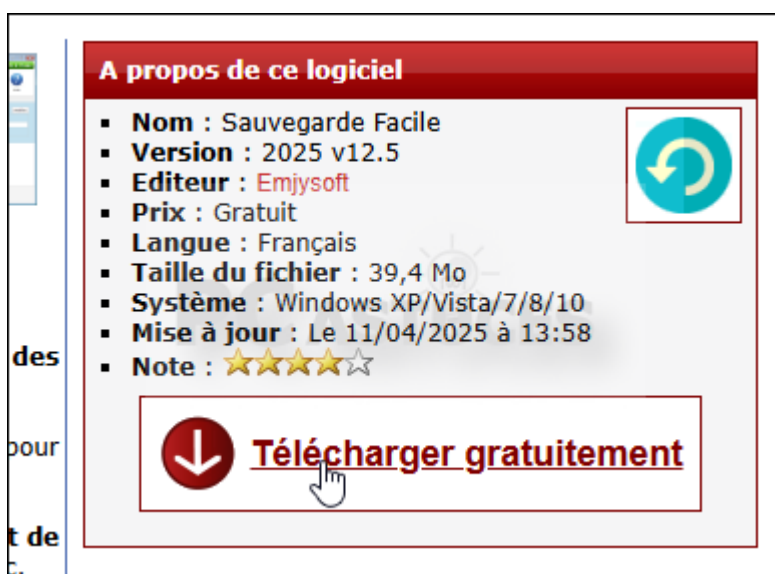 A propos de ce logiciel
Nom : Sauvegarde Facile
Version : 2025 v12.5
Editeur : Emjysoft
Prix : Gratuit
Langue : Français
Taille du fichier : 39,4 Mo
Système : Windows XP/Vista/7/8/10
Mise à jour : Le 11/04/2025 à 13:58
des
Note :
Télécharger gratuitement
pour
t de